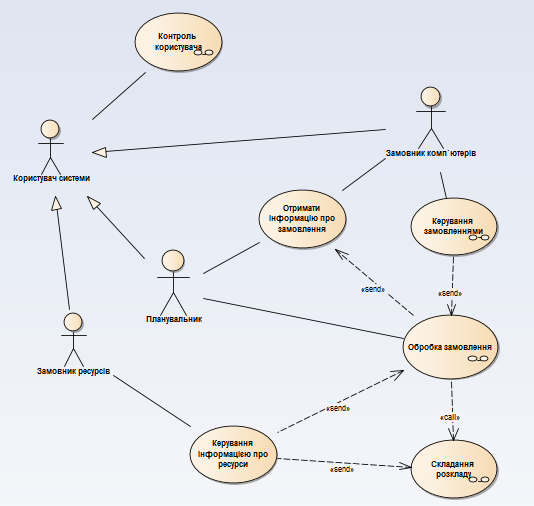 Контроль
користувача
Замовник комп`ютерів
Користувач системи
Отримати
інформацію про
замовлення
Керування
замовленнями
«send»
«send»
Планувальник
Обробка замовлення
Замовник ресурсів
«send»
«call»
Керування
інформацією про
ресурси
«send»
Складання
розкладу